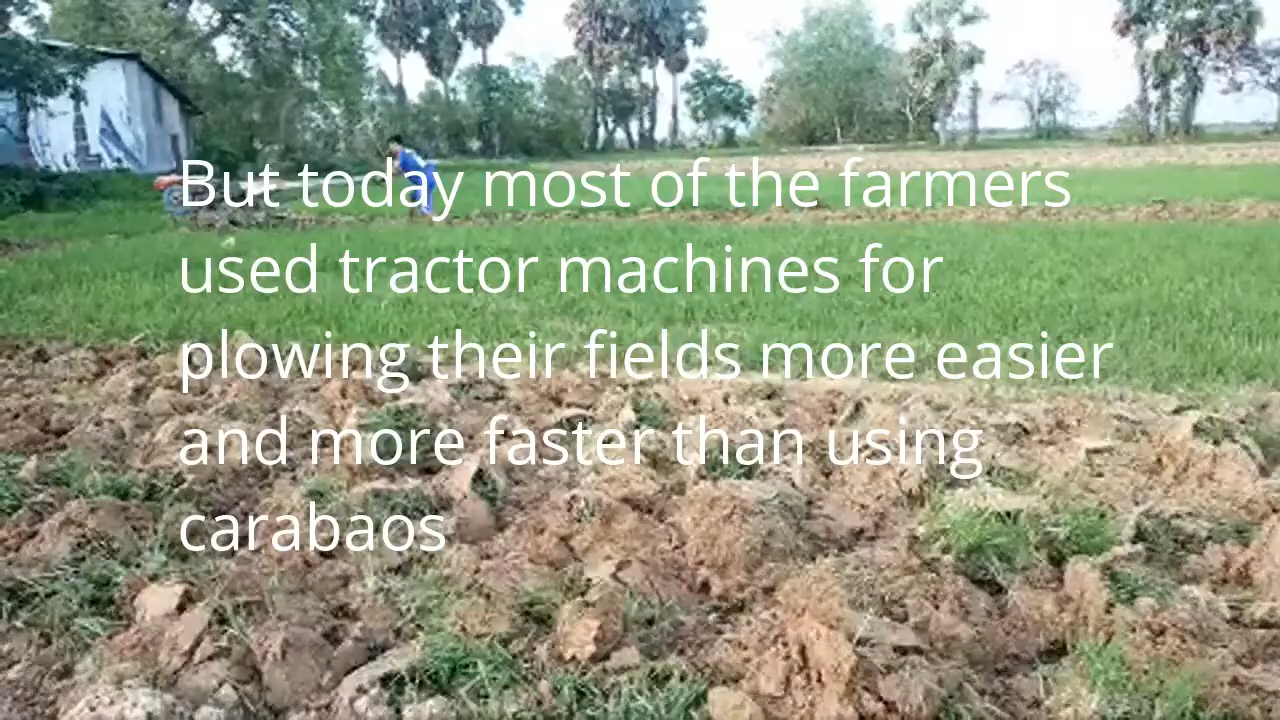 But today most of the farmers
used tractor machines for
plowing their fields more easier
and more faster than using
carabaos